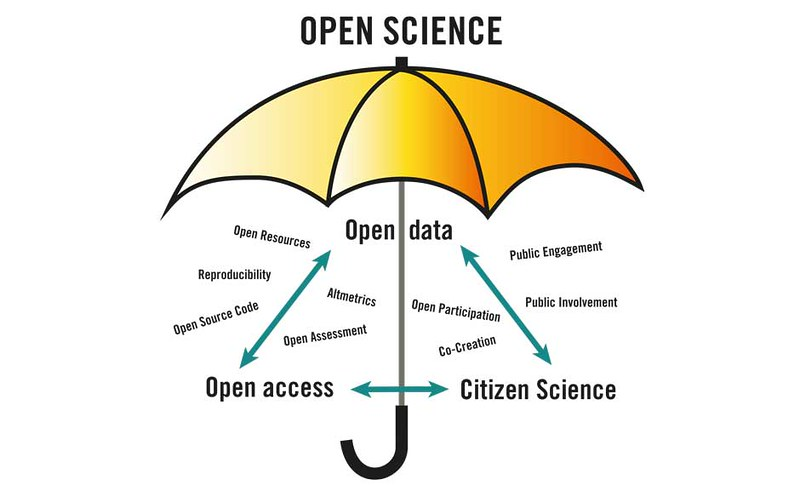 OPEN SCIENCE
Open data
Open Resources
Public Engagement
Reproducibility
Altmetrics
Open Participation
Public Involvement
Open Source Code
Open Assessment
Co-Creation
Open access
Citizen Science